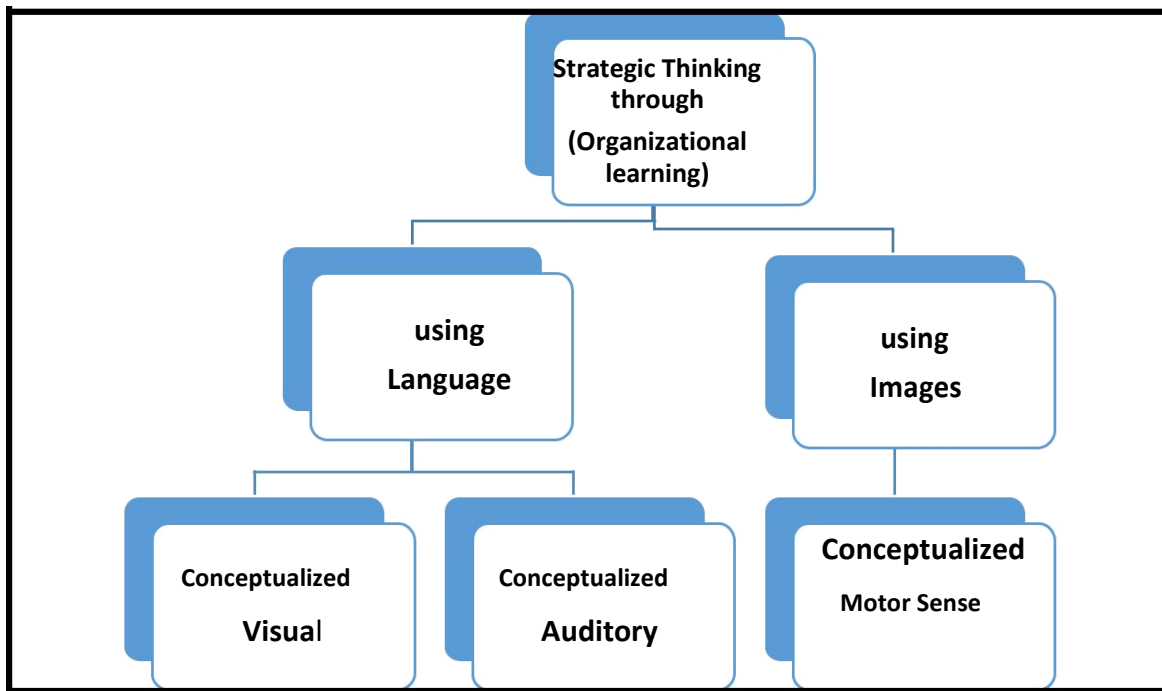 Strategic Thinking
through
(Organizational
learning)
using
Language
using
Images
Conceptualized
Visual
Conceptualized
Auditory
Conceptualized
Motor Sense